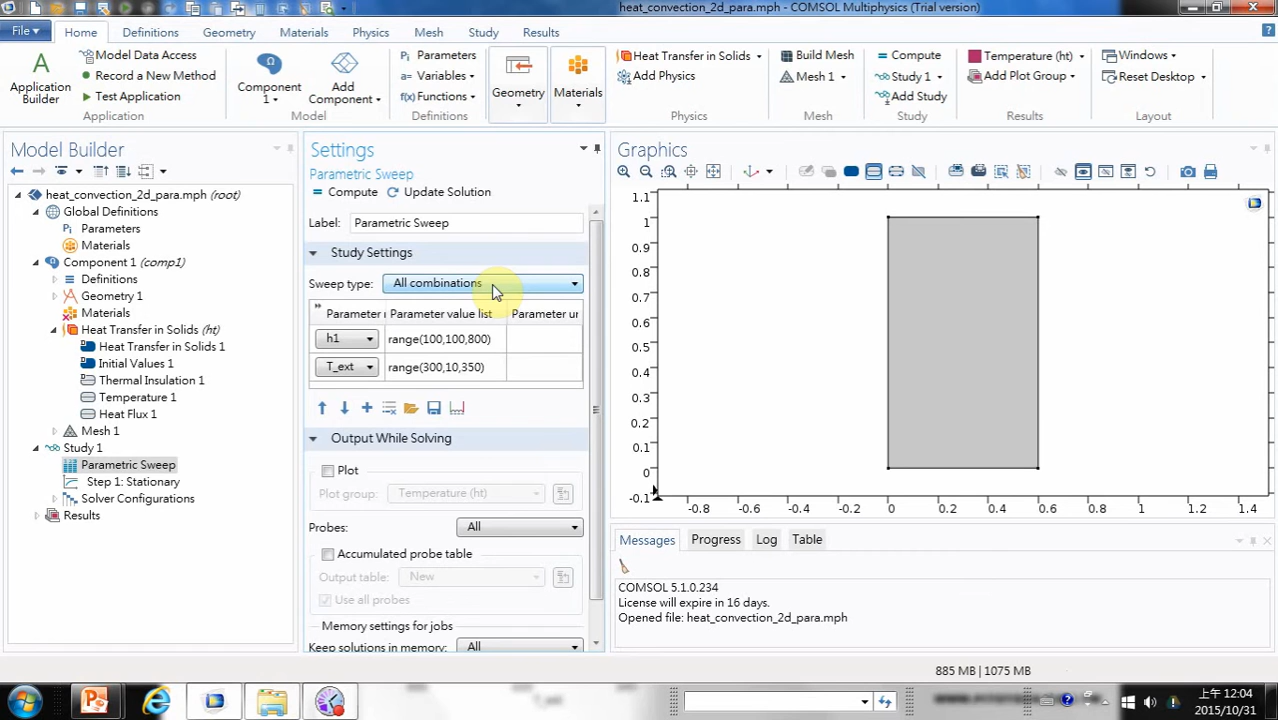 heat_convection_2d_para.mph - COMSOL Multiphysics (Trial version)
File
Home
Definitions
Geometry
Materials
Physics
Mesh
Study
Results
Application Builder
Model Data Access
Record a New Method
Test Application
Application
Component 1
Add Component
Model
Pi Parameters
a= Variables
f(x) Functions
Definitions
Geometry
Materials
Heat Transfer in Solids
Add Physics
Physics
Build Mesh
Mesh 1
Mesh
= Compute
Study 1
Add Study
Study
Temperature (ht)
Add Plot Group
Results
Windows
Reset Desktop
Layout
Model Builder
heat_convection_2d_para.mph (root)
Global Definitions
Pi Parameters
Materials
Component 1 (comp1)
Definitions
Geometry 1
Materials
Heat Transfer in Solids (ht)
Heat Transfer in Solids 1
Initial Values 1
Thermal Insulation 1
Temperature 1
Heat Flux 1
Mesh 1
Study 1
Parametric Sweep
Step 1: Stationary
Solver Configurations
Results
Settings
Parametric Sweep
= Compute
Update Solution
Label: Parametric Sweep
Study Settings
Sweep type: All combinations
Parameter Parameter value list Parameter
h1 range(100,100,800)
T_ext range(300,10,350)
Output While Solving
Plot
Plot group: Temperature (ht)
Probes: All
Accumulated probe table
Output table: New
Use all probes
Memory settings for jobs
Keep solutions in memory: All
Graphics
1.1
1
0.9
0.8
0.7
0.6
0.5
0.4
0.3
0.2
0.1
0
-0.1
-0.8 -0.6 -0.4 -0.2 0 0.2 0.4 0.6 0.8 1 1.2 1.4
Messages
Progress
Log
Table
COMSOL 5.1.0.234
License will expire in 16 days.
Opened file: heat_convection_2d_para.mph
885 MB | 1075 MB
上午 12:04
2015/10/31